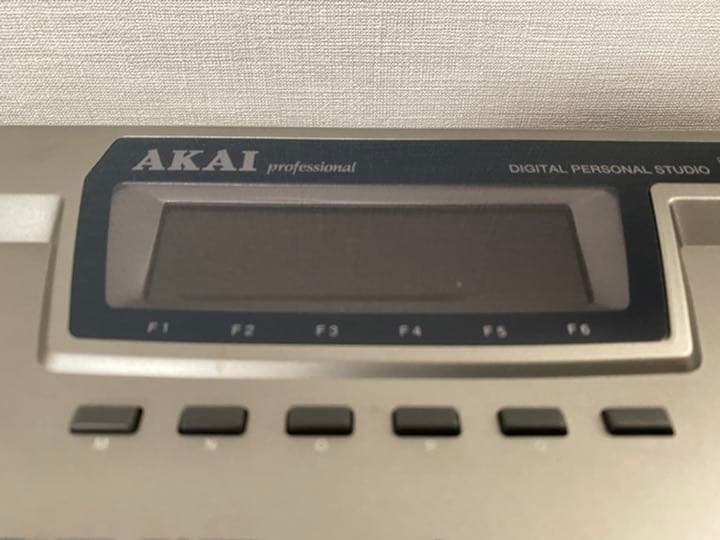 AKAI professional
DIGITAL PERSONAL STUDIO
F1 F2 F3 F4 F5 F6